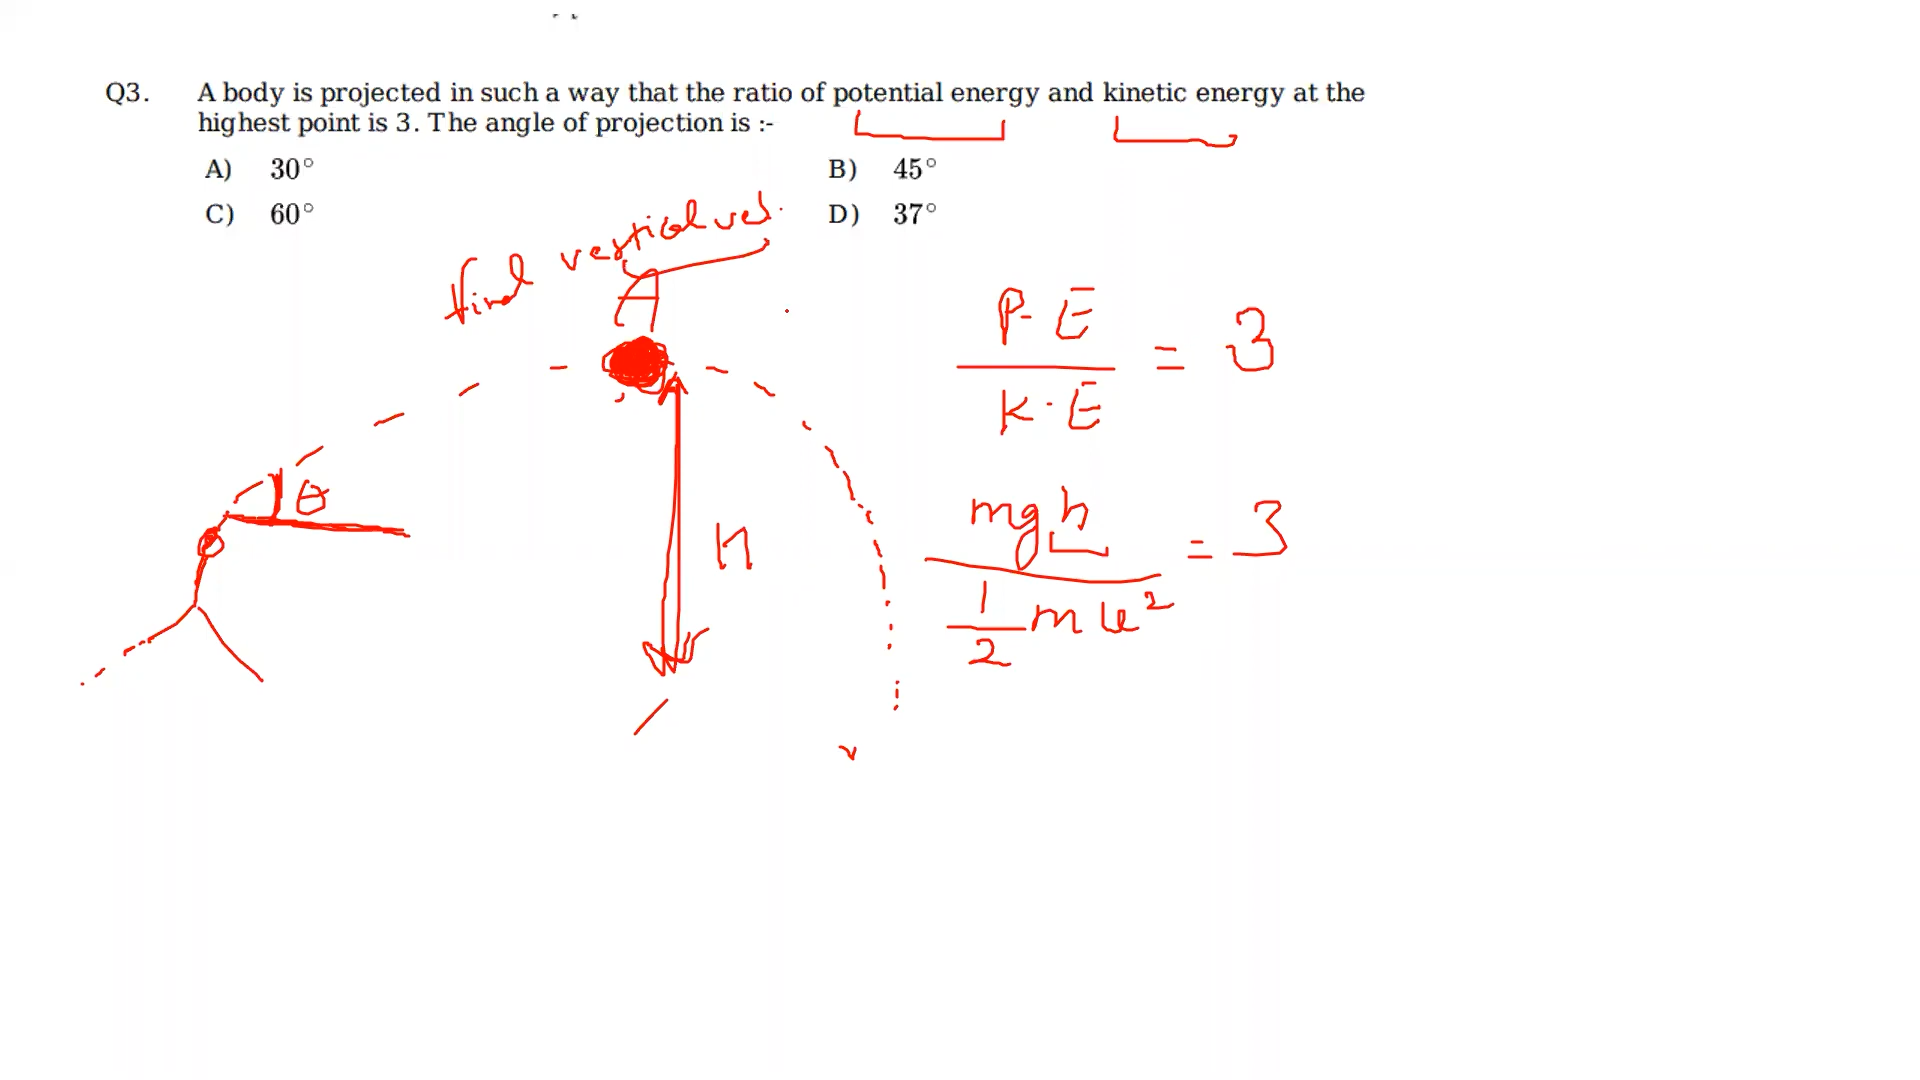 Q3. A body is projected in such a way that the ratio of potential energy and kinetic energy at the
highest point is 3. The angle of projection is :-
A) 30° B) 45°
C) 60° D) 37°
final vertical vel.
A
P.E / K.E = 3
θ
H
mgh / 1/2 mu² = 3